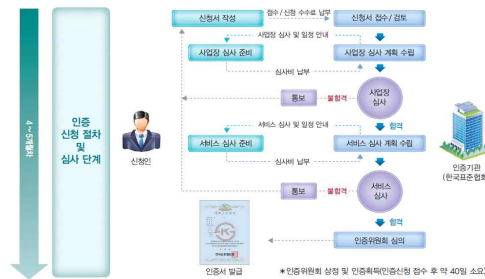 신청서 작성
접수/신청 수수료 납부
신청서 접수/검토
사업장 심사 및 일정 안내
사업장 심사 준비
사업장 심사 계획 수립
심사비 납부
통보
불합격
사업장
심사
합격
인증
신청 절차
및
심사 단계
신청인
서비스 심사 및 일정 안내
서비스 심사 준비
서비스 심사 계획 수립
심사비 납부
인증기관
(한국표준협회
통보
불합격
서비스
심사
합격
인증위원회 심의
인증서 발급
*인증위원회 상정 및 인증획득(인증신청 접수 후 약 40일 소요